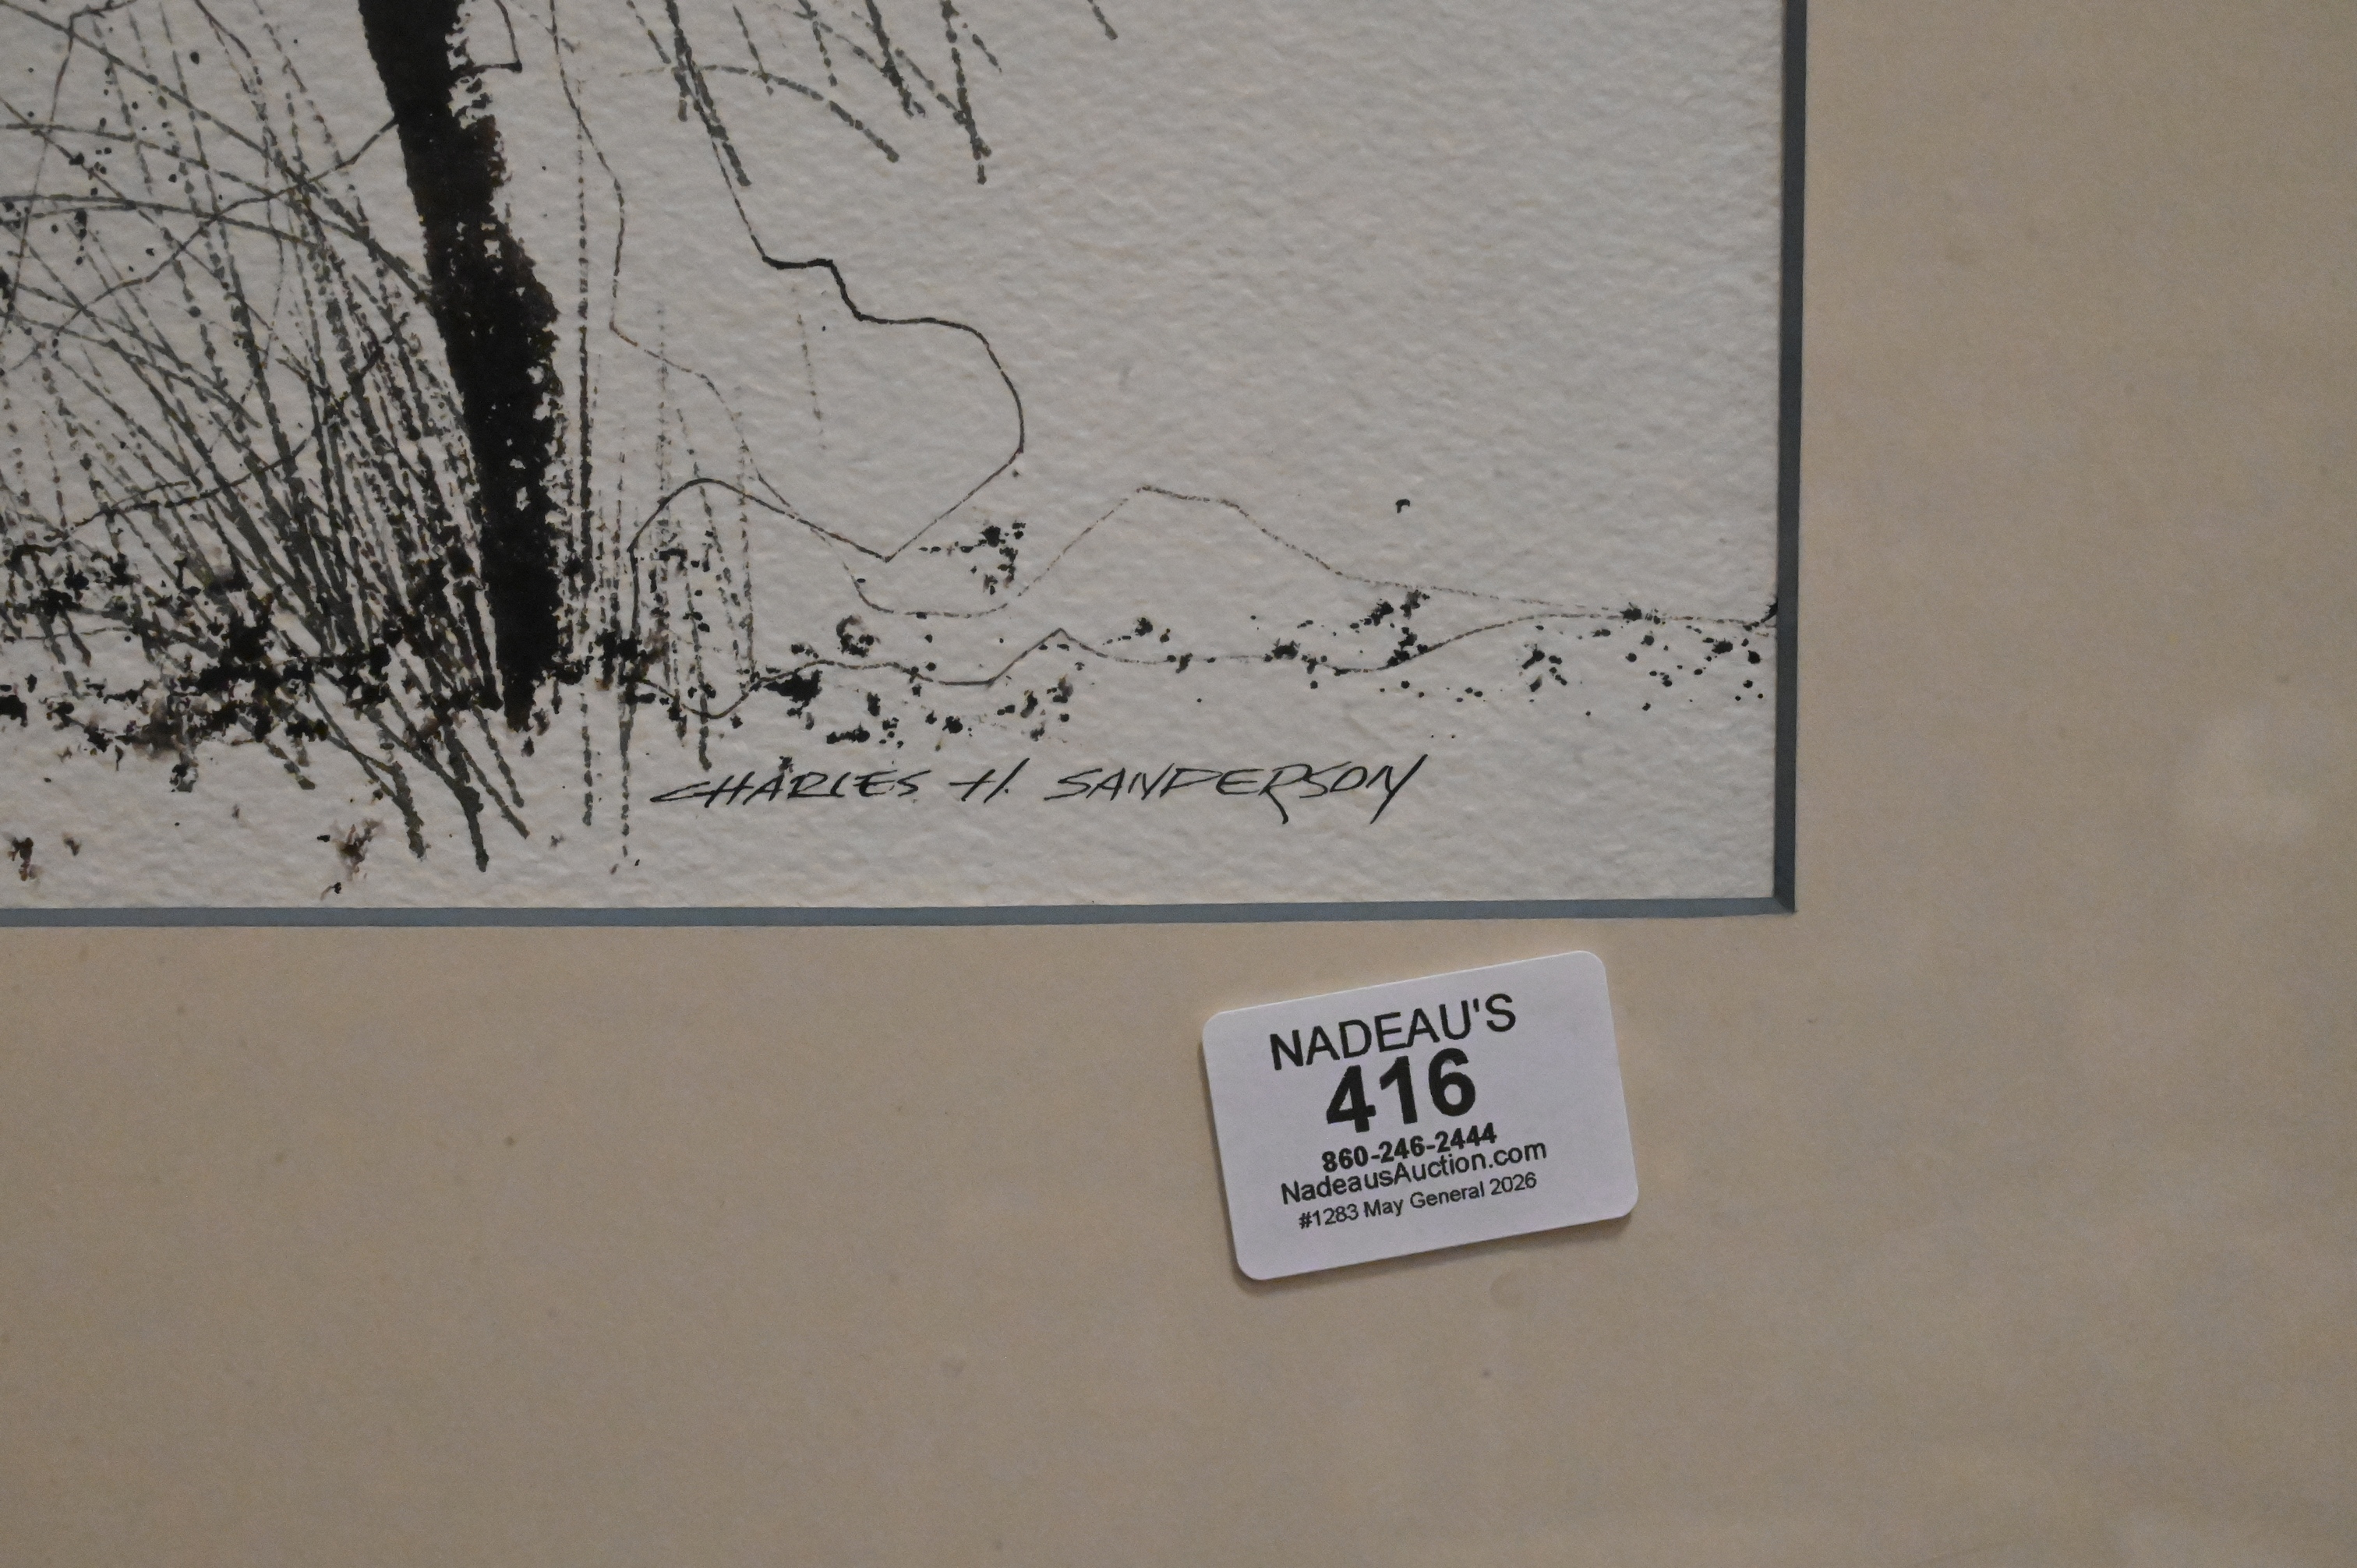 CHARLES H. SANDERSON
NADEAU'S
416
860-246-2444
NadeausAuction.com
#1283 May General 2026